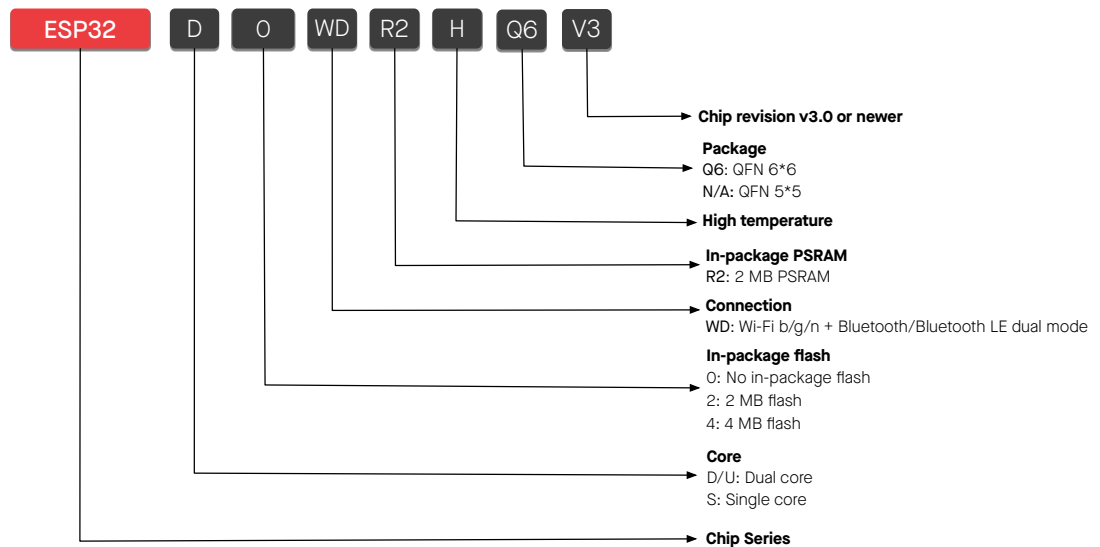 ESP32 D 0 WD R2 H Q6 V3
Chip revision v3.0 or newer
Package
Q6: QFN 6*6
N/A: QFN 5*5
High temperature
In-package PSRAM
R2: 2 MB PSRAM
Connection
WD: Wi-Fi b/g/n + Bluetooth/Bluetooth LE dual mode
In-package flash
0: No in-package flash
2: 2 MB flash
4: 4 MB flash
Core
D/U: Dual core
S: Single core
Chip Series